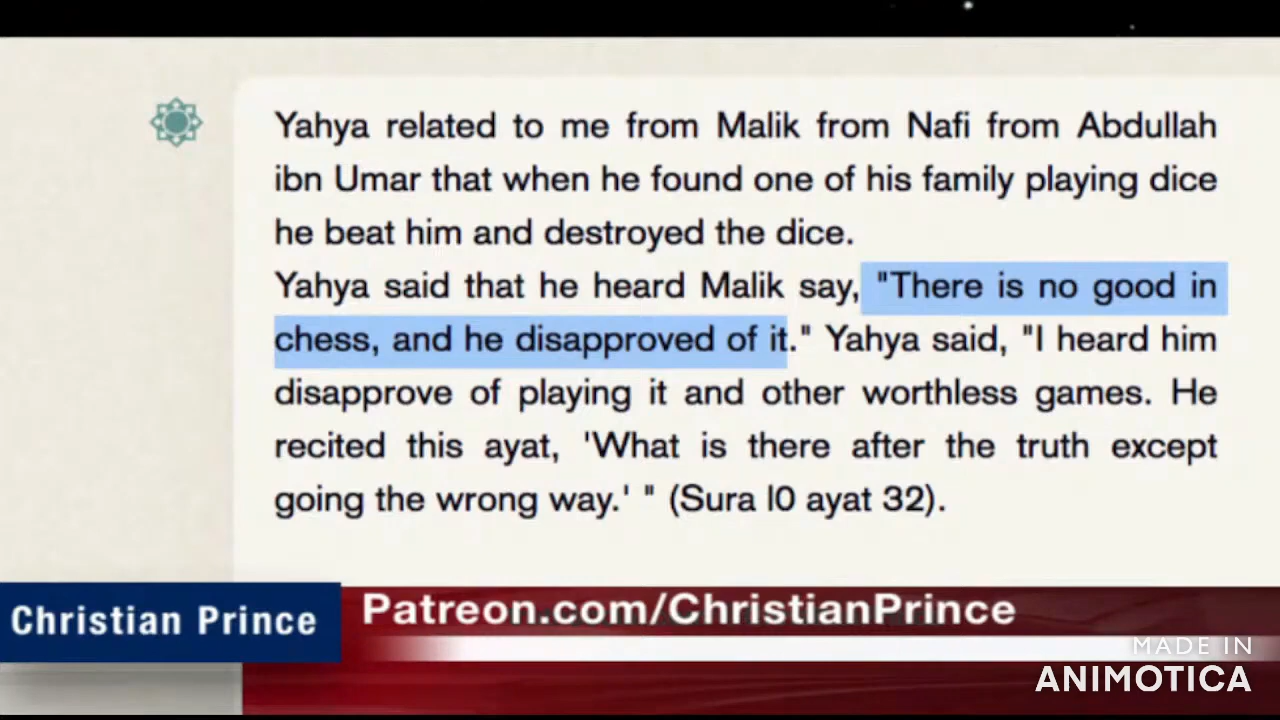 Yahya related to me from Malik from Nafi from Abdullah
ibn Umar that when he found one of his family playing dice
he beat him and destroyed the dice.
Yahya said that he heard Malik say, "There is no good in
chess, and he disapproved of it." Yahya said, "I heard him
disapprove of playing it and other worthless games. He
recited this ayat, 'What is there after the truth except
going the wrong way.' " (Sura l0 ayat 32).
Christian Prince
Patreon.com/ChristianPrince
MADE IN
ANIMOTICA